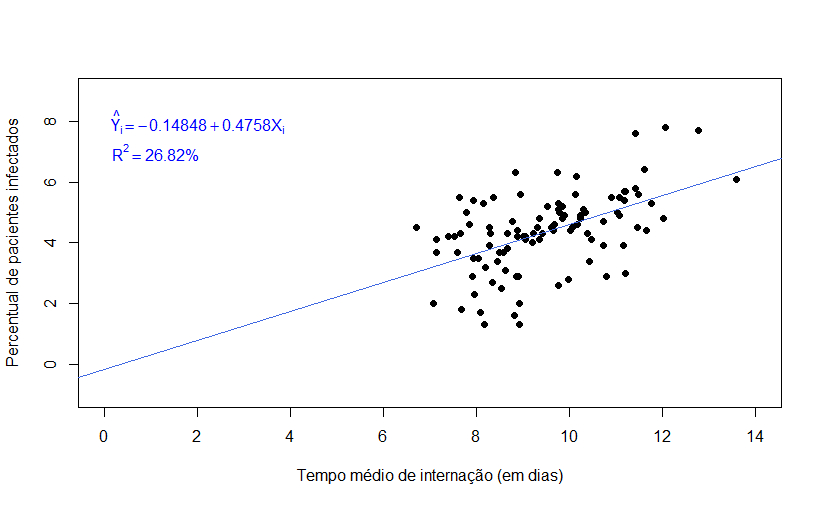 Ŷi = −0.14848 + 0.4758Xi
R² = 26.82%
Percentual de pacientes infectados
8
6
4
2
0
0 2 4 6 8 10 12 14
Tempo médio de internação (em dias)